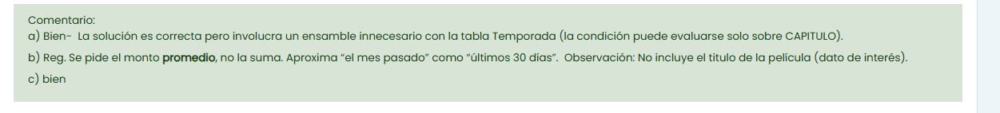 Comentario:
a) Bien-  La solución es correcta pero involucra un ensamble innecesario con la tabla Temporada (la condición puede evaluarse solo sobre CAPITULO).
b) Reg. Se pide el monto promedio, no la suma. Aproxima “el mes pasado” como “últimos 30 días”.  Observación: No incluye el titulo de la película (dato de interés).
c) bien